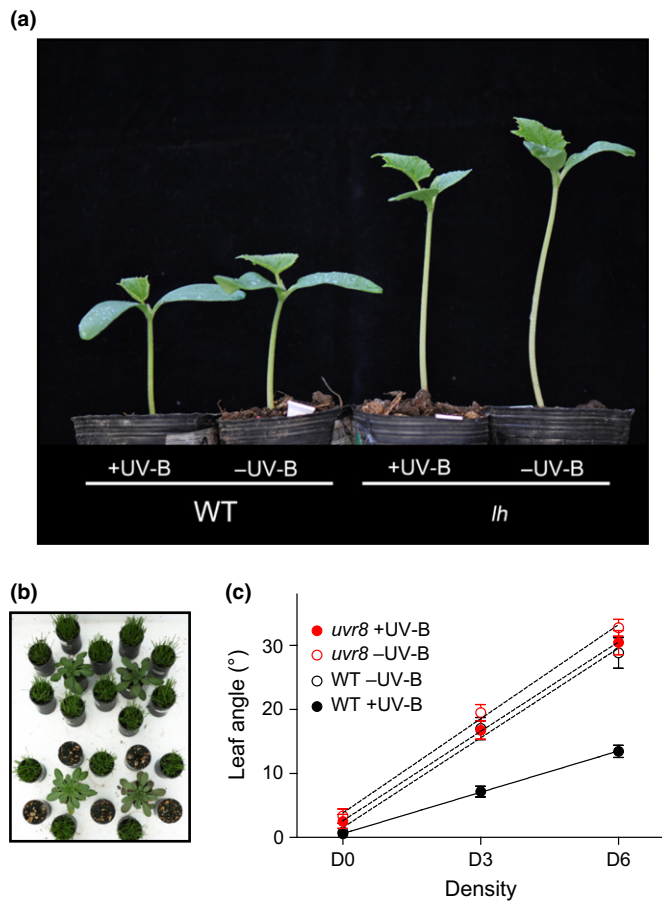 (a)
+UV-B –UV-B +UV-B –UV-B
WT lh
(b)
(c)
uvr8 +UV-B
uvr8 –UV-B
WT –UV-B
WT +UV-B
Leaf angle (°)
30
20
10
0
D0 D3 D6
Density